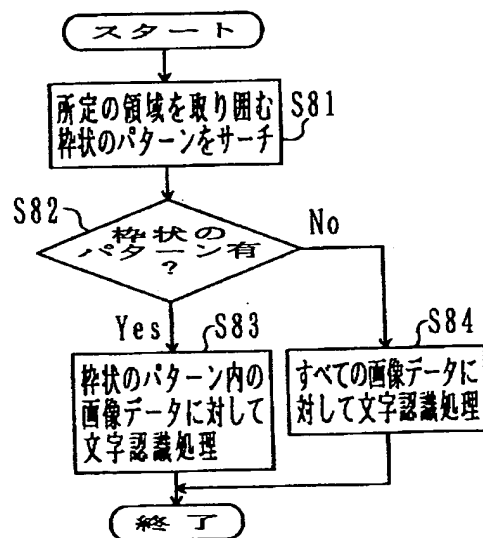 スタート
所定の領域を取り囲む
枠状のパターンをサーチ
S81
S82
枠状の
パターン有
?
No
Yes
S83
枠状のパターン内の
画像データに対して
文字認識処理
S84
すべての画像データに
対して文字認識処理
終了